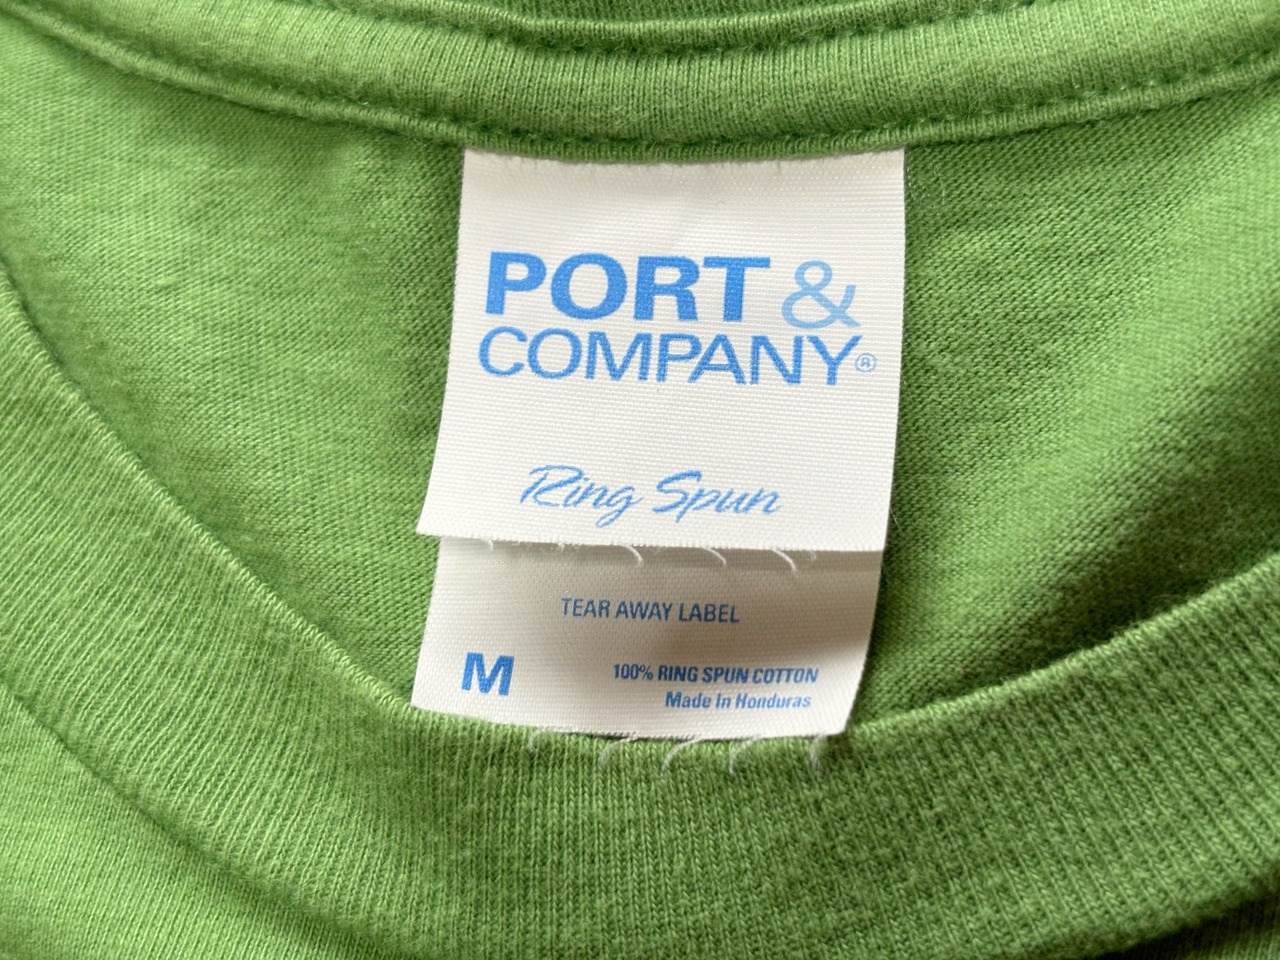 PORT &
COMPANY®
Ring Spun
TEAR AWAY LABEL
M
100% RING SPUN COTTON
Made in Honduras